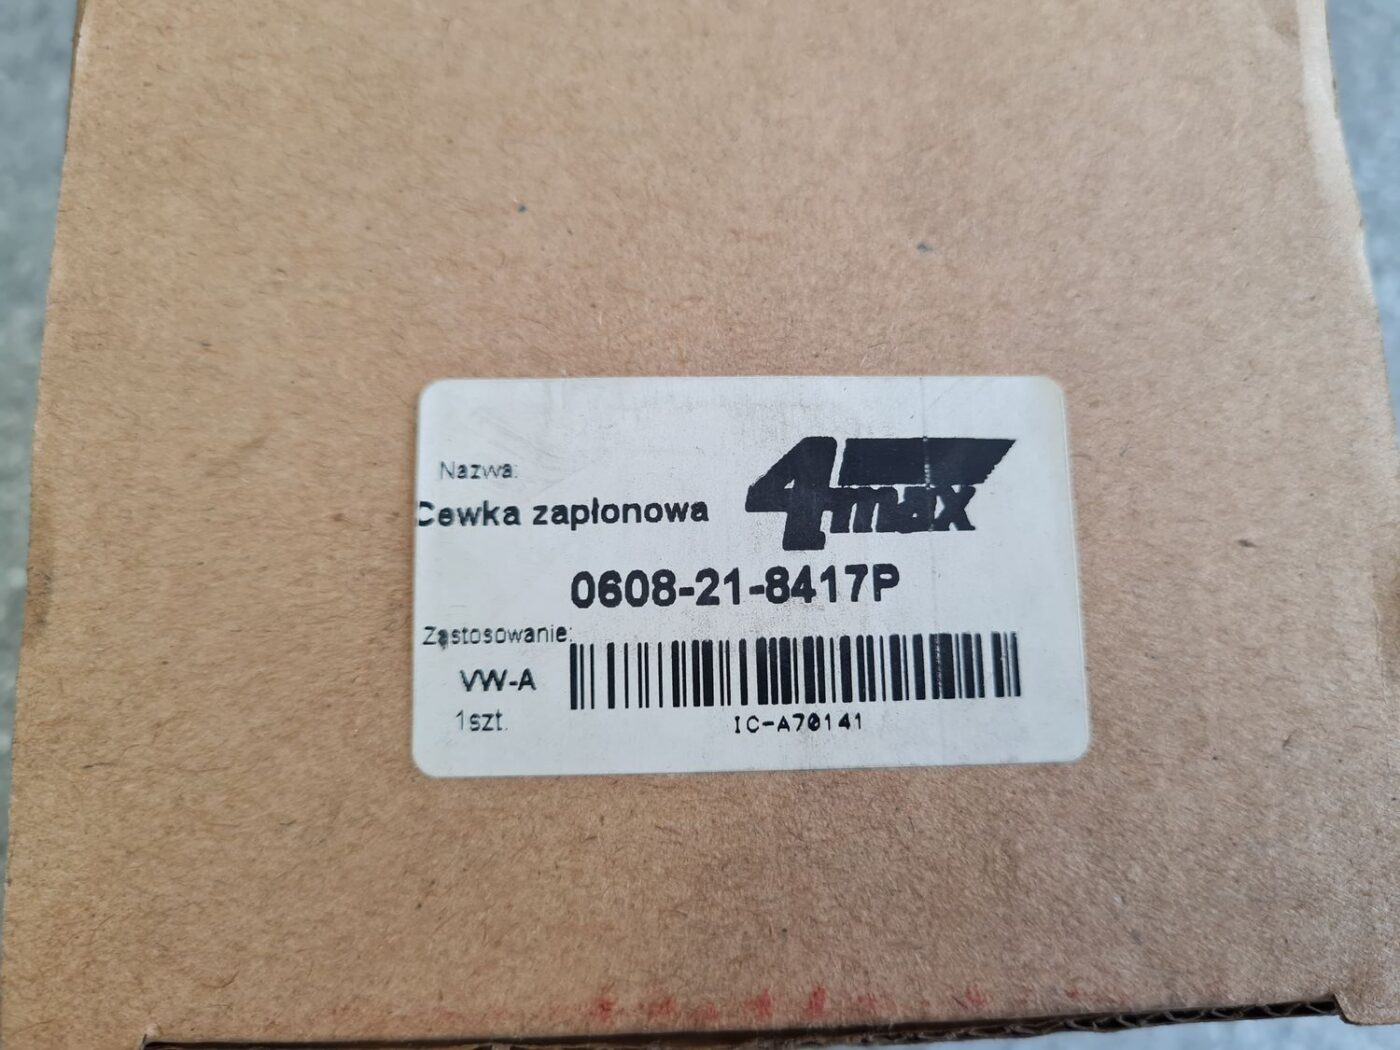 Nazwa:
Cewka zapłonowa
4max
0608-21-8417P
Zastosowanie:
VW-A
1szt.
IC-A70141